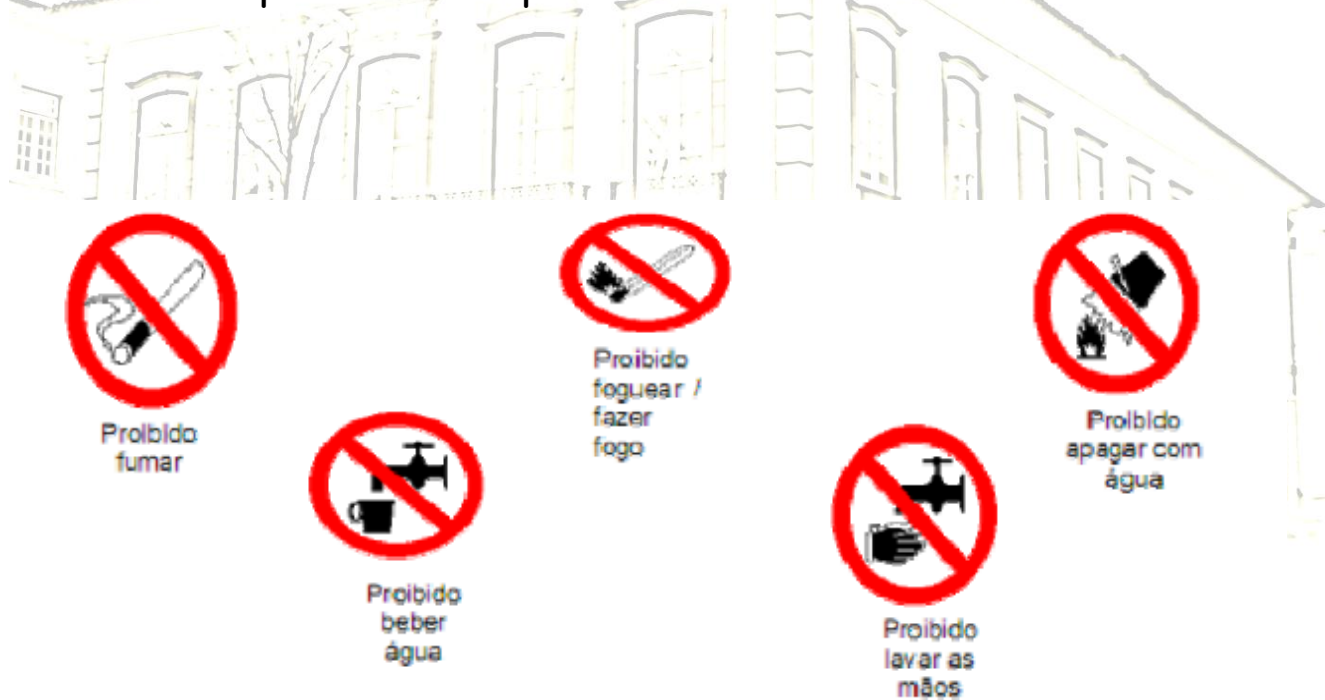 Proibido
fumar
Proibido
beber
água
Proibido
foguear /
fazer
fogo
Proibido
lavar as
mãos
Proibido
apagar com
água